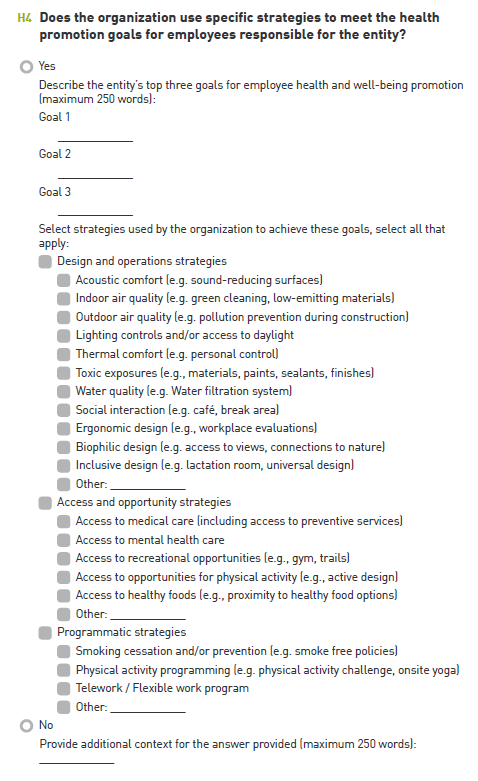 H4 Does the organization use specific strategies to meet the health
promotion goals for employees responsible for the entity?
Yes
Describe the entity's top three goals for employee health and well-being promotion
(maximum 250 words):
Goal 1
Goal 2
Goal 3
Select strategies used by the organization to achieve these goals, select all that
apply:
Design and operations strategies
Acoustic comfort (e.g. sound-reducing surfaces)
Indoor air quality (e.g. green cleaning, low-emitting materials)
Outdoor air quality (e.g. pollution prevention during construction)
Lighting controls and/or access to daylight
Thermal comfort (e.g. personal control)
Toxic exposures (e.g., materials, paints, sealants, finishes)
Water quality (e.g. Water filtration system)
Social interaction (e.g. café, break area)
Ergonomic design (e.g., workplace evaluations)
Biophilic design (e.g. access to views, connections to nature)
Inclusive design (e.g. lactation room, universal design)
Other:
Access and opportunity strategies
Access to medical care (including access to preventive services)
Access to mental health care
Access to recreational opportunities (e.g., gym, trails)
Access to opportunities for physical activity (e.g., active design)
Access to healthy foods (e.g., proximity to healthy food options)
Other:
Programmatic strategies
Smoking cessation and/or prevention (e.g. smoke free policies)
Physical activity programming (e.g. physical activity challenge, onsite yoga)
Telework / Flexible work program
Other:
No
Provide additional context for the answer provided (maximum 250 words):